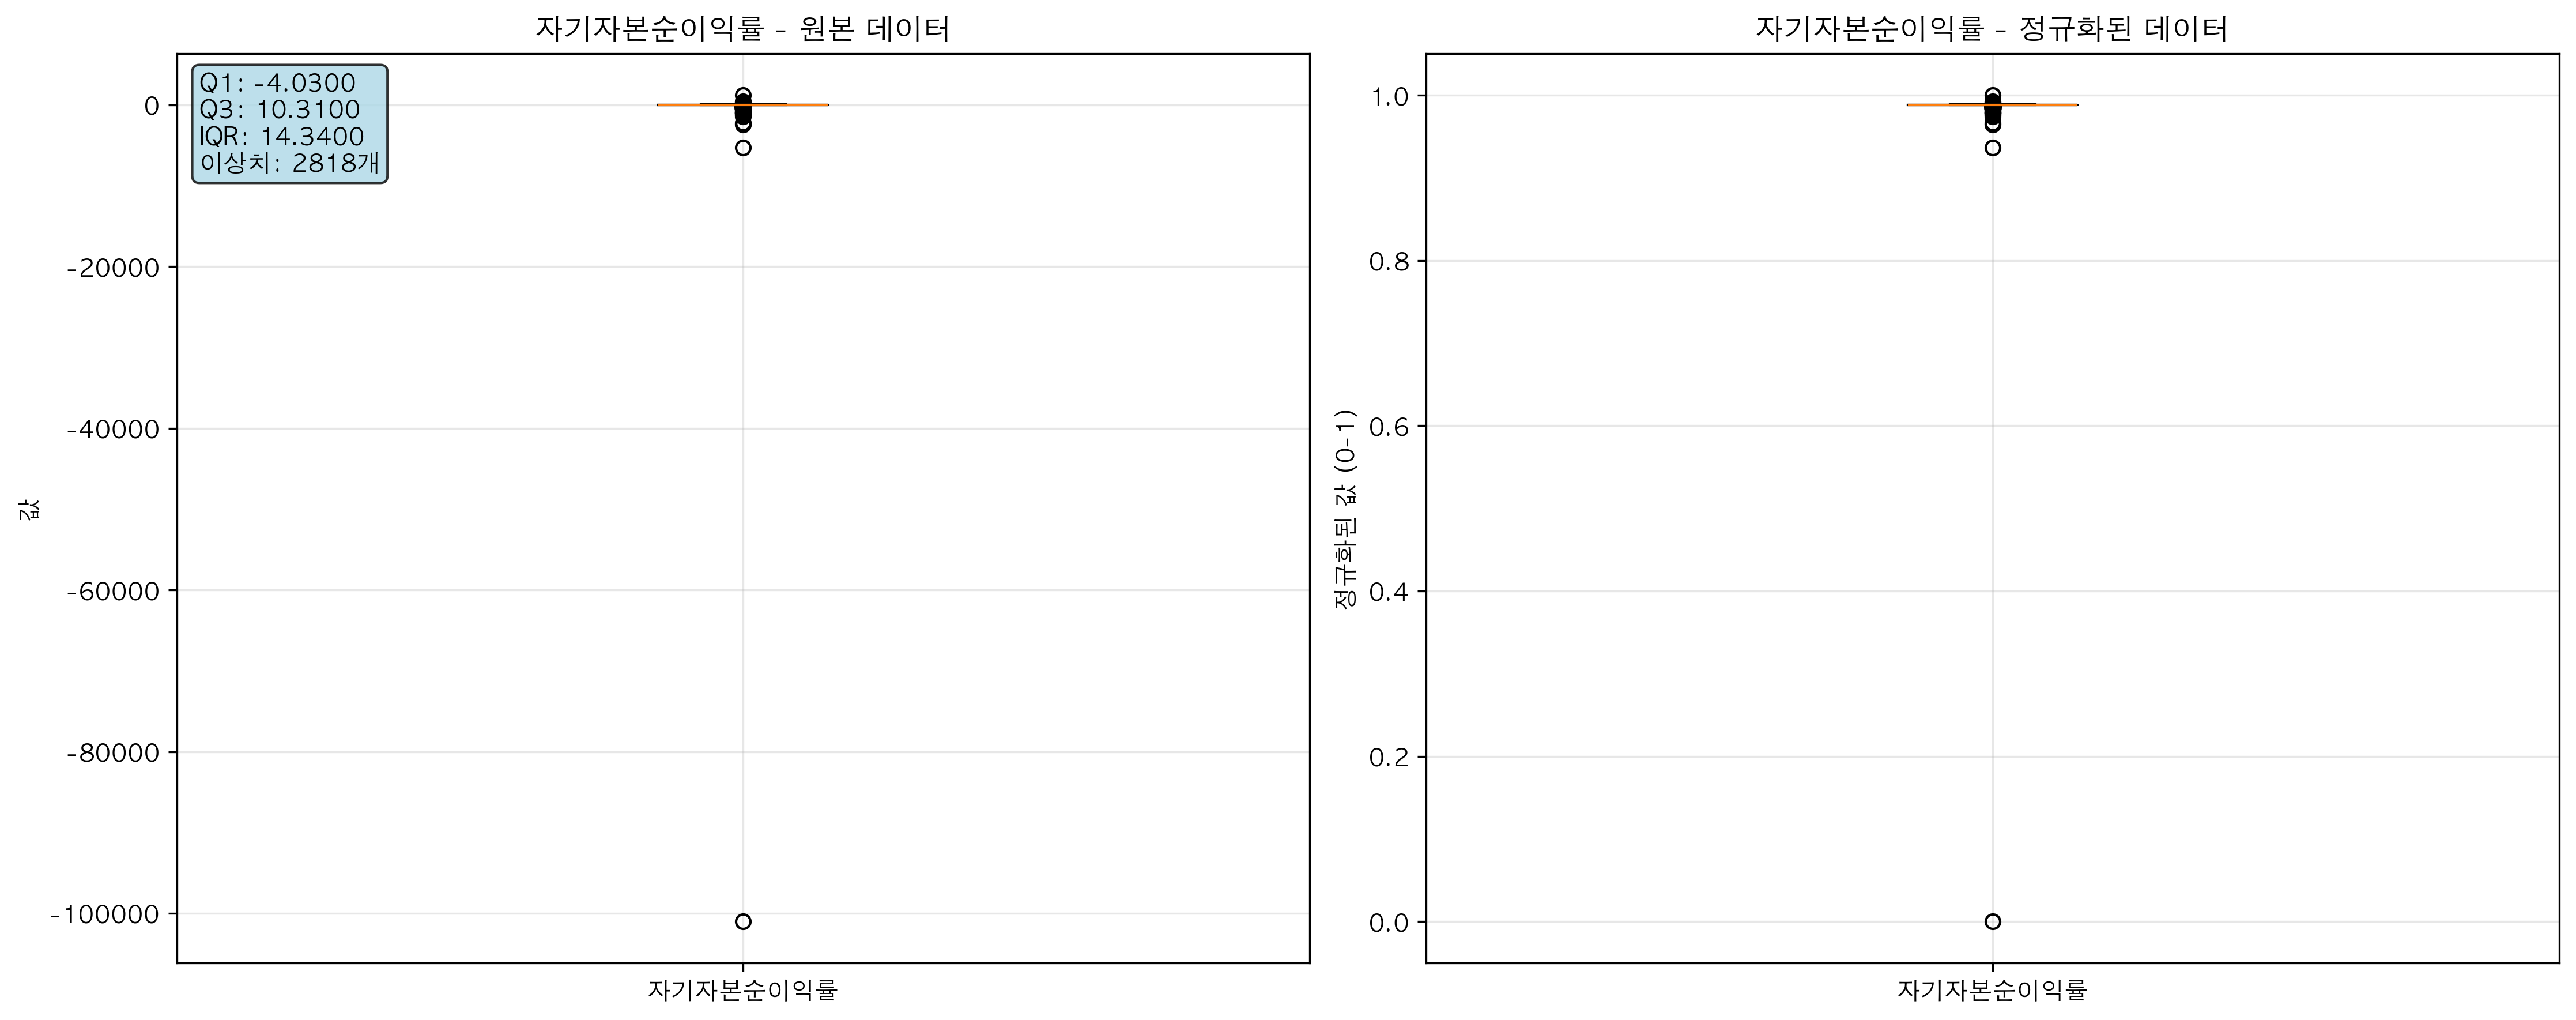 자기자본순이익률 - 원본 데이터
Q1: -4.0300
Q3: 10.3100
IQR: 14.3400
이상치: 2818개
0
-20000
-40000
-60000
-80000
-100000
값
자기자본순이익률
자기자본순이익률 - 정규화된 데이터
1.0
0.8
0.6
0.4
0.2
0.0
정규화된 값 (0-1)
자기자본순이익률